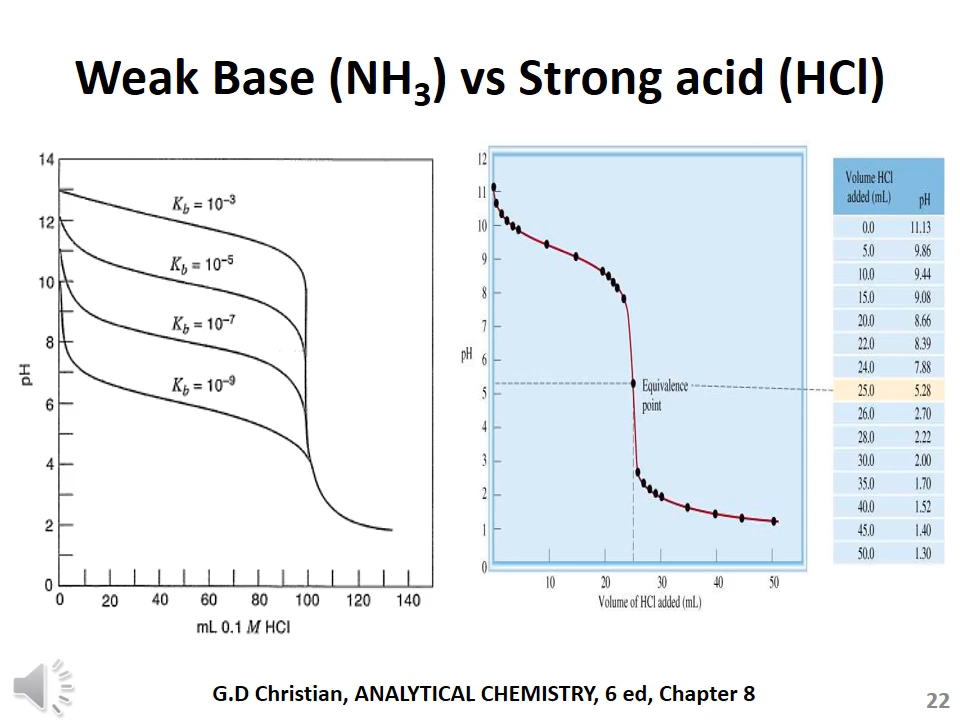 Weak Base (NH₃) vs Strong acid (HCl)
14
12
10
8
6
4
2
0
pH
K_b = 10⁻³
K_b = 10⁻⁵
K_b = 10⁻⁷
K_b = 10⁻⁹
0 20 40 60 80 100 120 140
mL 0.1 M HCl
12
11
10
9
8
7
6
5
4
3
2
1
0
pH
Equivalence
point
10 20 30 40 50
Volume of HCl added (mL)
Volume HCl
added (mL) pH
0.0 11.13
5.0 9.86
10.0 9.44
15.0 9.08
20.0 8.66
22.0 8.39
24.0 7.88
25.0 5.28
26.0 2.70
28.0 2.22
30.0 2.00
35.0 1.70
40.0 1.52
45.0 1.40
50.0 1.30
G.D Christian, ANALYTICAL CHEMISTRY, 6 ed, Chapter 8
22